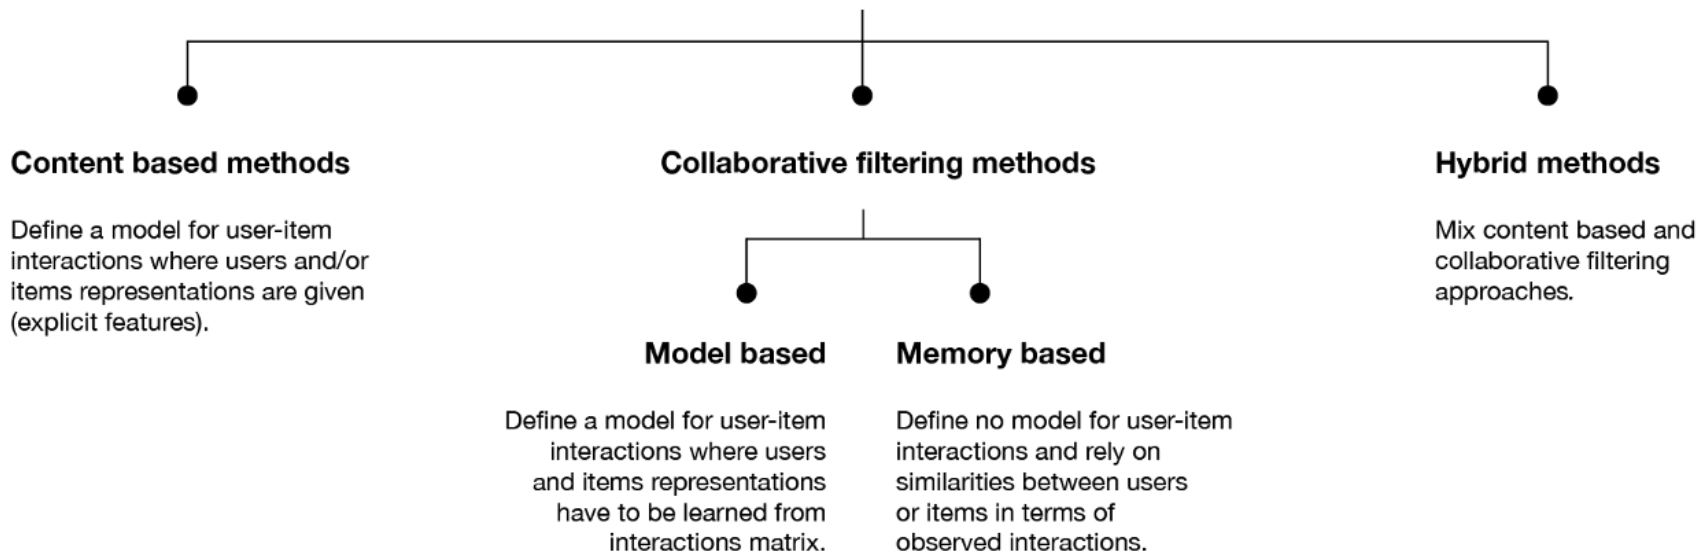 Content based methods
Define a model for user-item
interactions where users and/or
items representations are given
(explicit features).
Collaborative filtering methods
Model based
Define a model for user-item
interactions where users
and items representations
have to be learned from
interactions matrix.
Memory based
Define no model for user-item
interactions and rely on
similarities between users
or items in terms of
observed interactions.
Hybrid methods
Mix content based and
collaborative filtering
approaches.